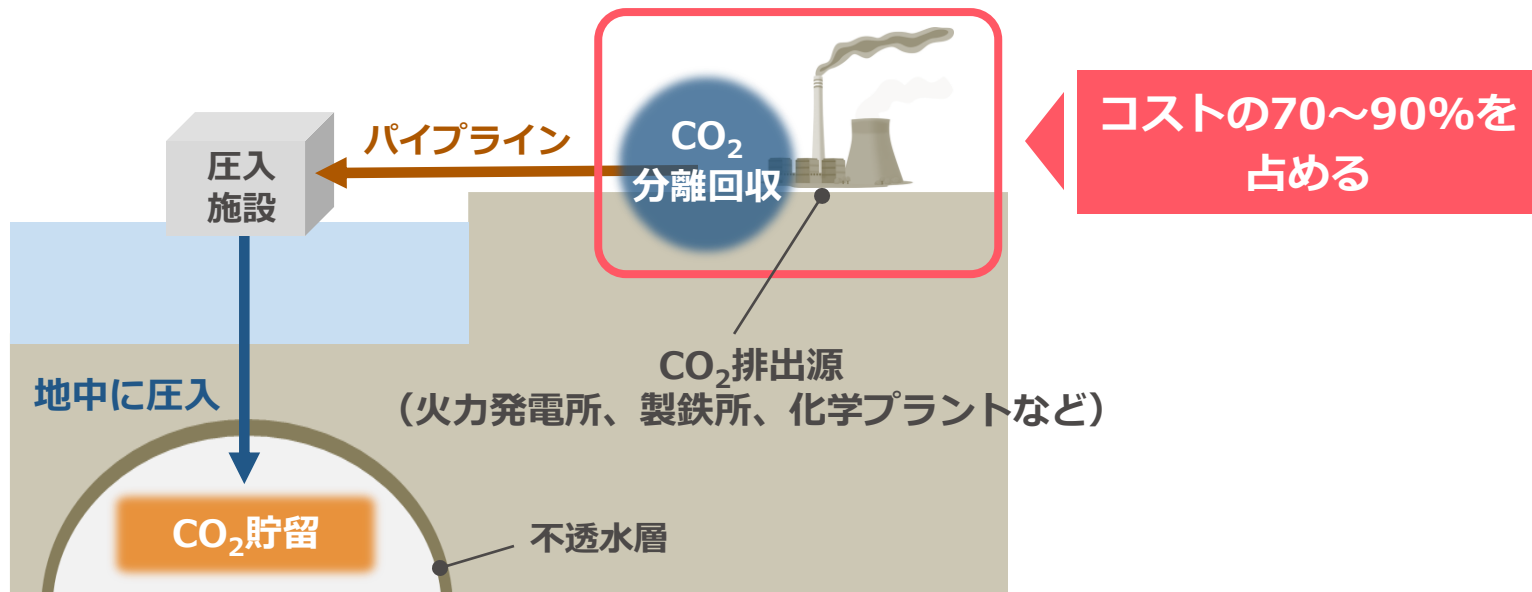 コストの70～90%を
占める
CO₂
分離回収
パイプライン
圧入
施設
CO₂排出源
（火力発電所、製鉄所、化学プラントなど）
地中に圧入
CO₂貯留
不透水層